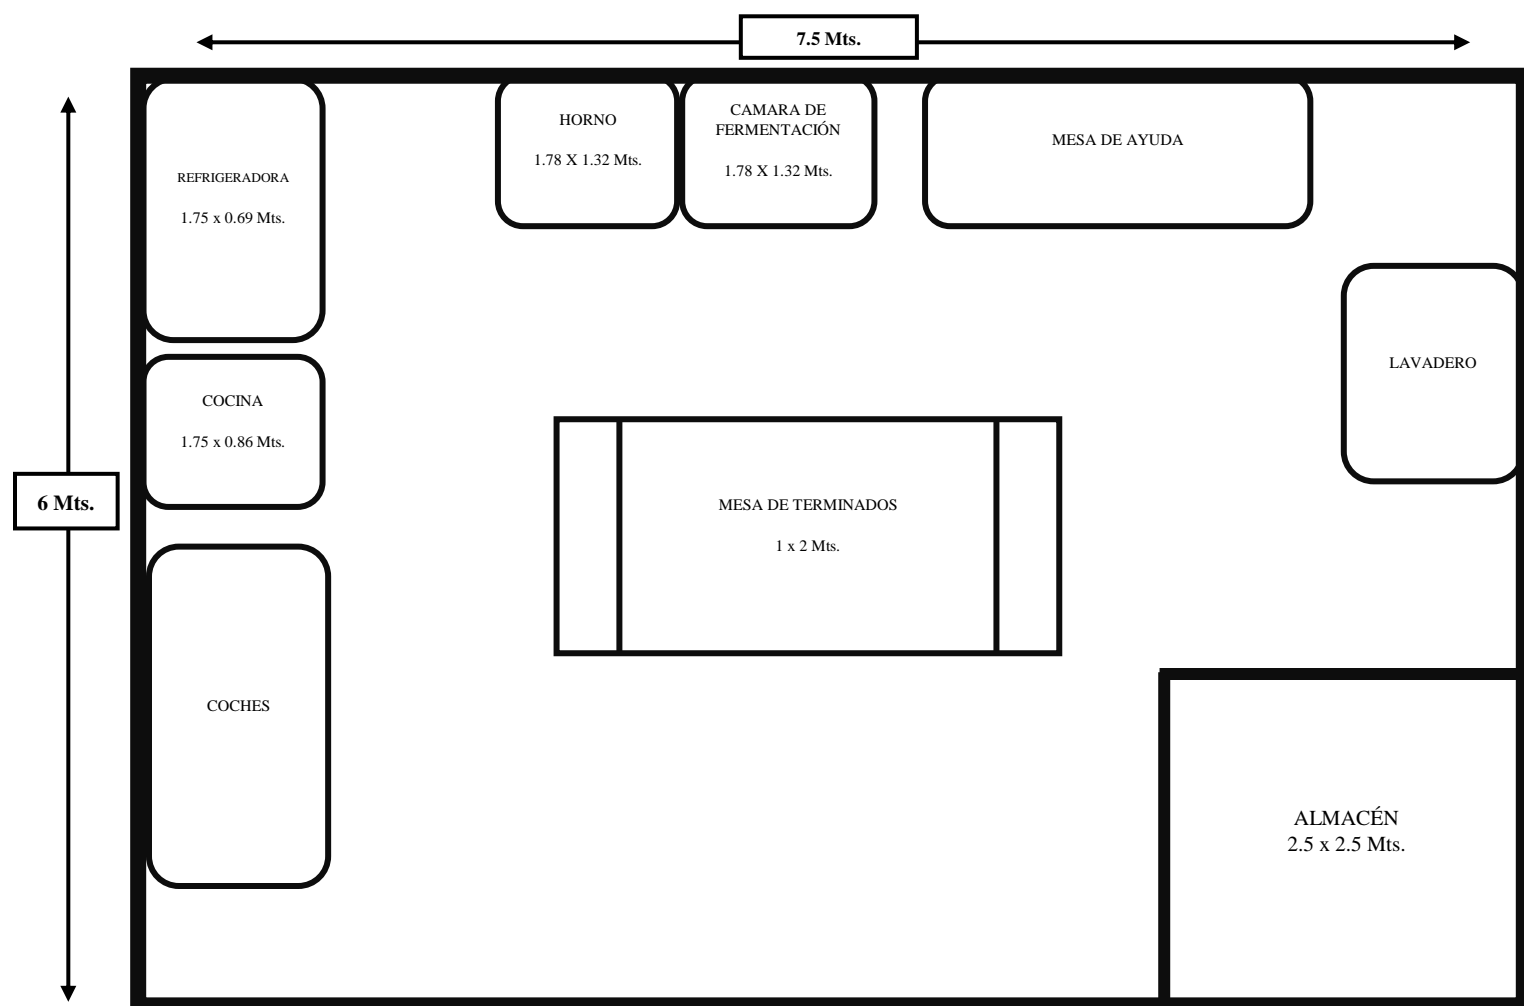 7.5 Mts.
HORNO
1.78 X 1.32 Mts.
CAMARA DE
FERMENTACIÓN
1.78 X 1.32 Mts.
MESA DE AYUDA
REFRIGERADORA
1.75 x 0.69 Mts.
LAVADERO
COCINA
1.75 x 0.86 Mts.
6 Mts.
MESA DE TERMINADOS
1 x 2 Mts.
COCHES
ALMACÉN
2.5 x 2.5 Mts.